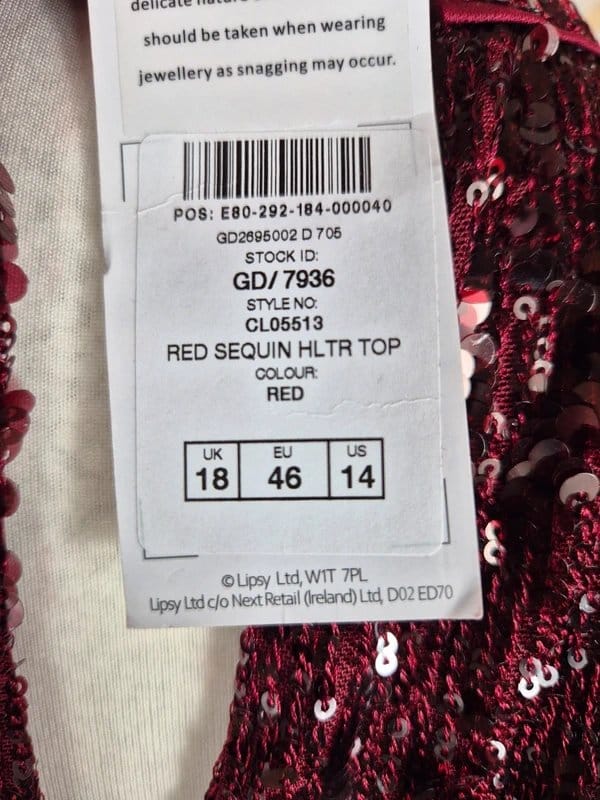 delicate nature
should be taken when wearing
jewellery as snagging may occur.
POS: E80-292-184-000040
GD2695002 D 705
STOCK ID:
GD/ 7936
STYLE NO:
CL05513
RED SEQUIN HLTR TOP
COLOUR:
RED
UK EU US
18 46 14
© Lipsy Ltd, W1T 7PL
Lipsy Ltd c/o Next Retail (Ireland) Ltd, D02 ED70